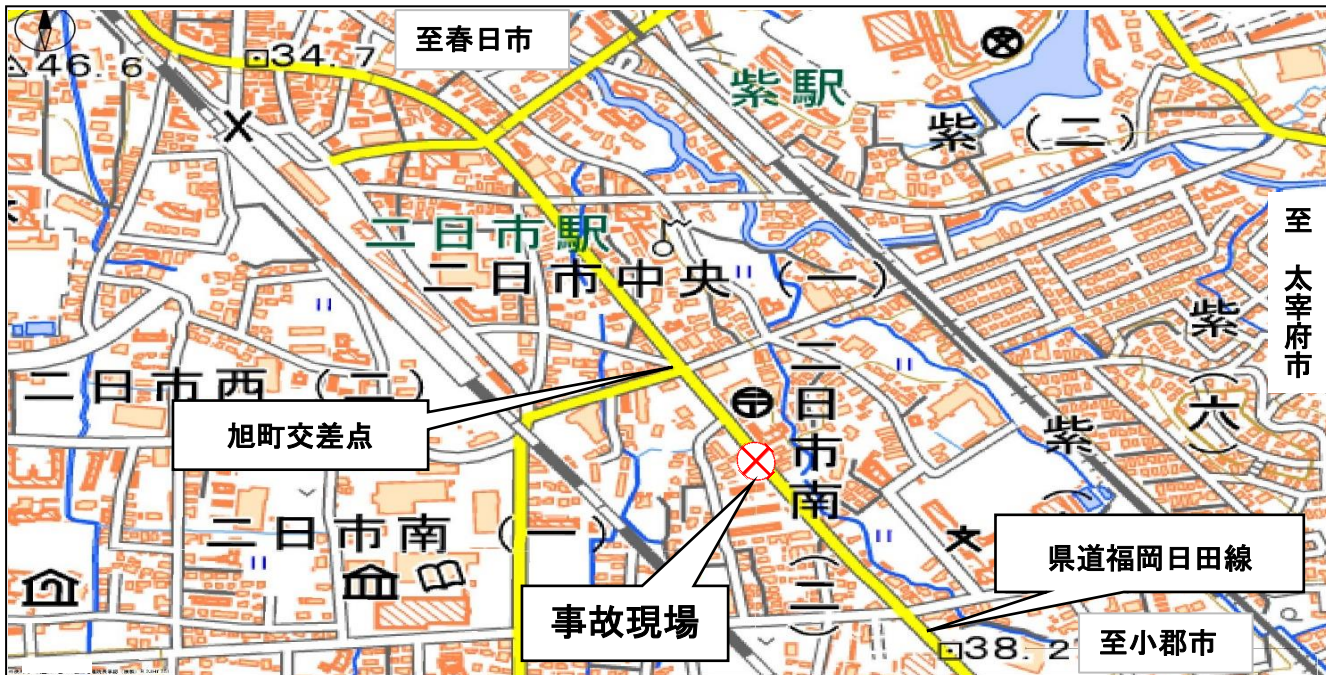 至春日市
34.7
46.6
紫駅
紫(二)
二日市駅
二日市中央(一)
至 太宰府市
紫(六)
二日市西(二)
旭町交差点
二日市南(二)
紫(
二日市南(一)
県道福岡日田線
事故現場
至小郡市
38.2